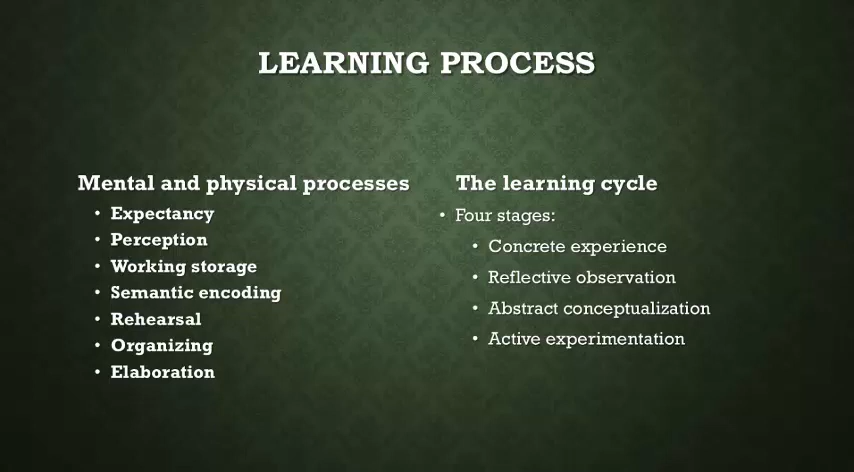 LEARNING PROCESS
Mental and physical processes
• Expectancy
• Perception
• Working storage
• Semantic encoding
• Rehearsal
• Organizing
• Elaboration
The learning cycle
• Four stages:
• Concrete experience
• Reflective observation
• Abstract conceptualization
• Active experimentation